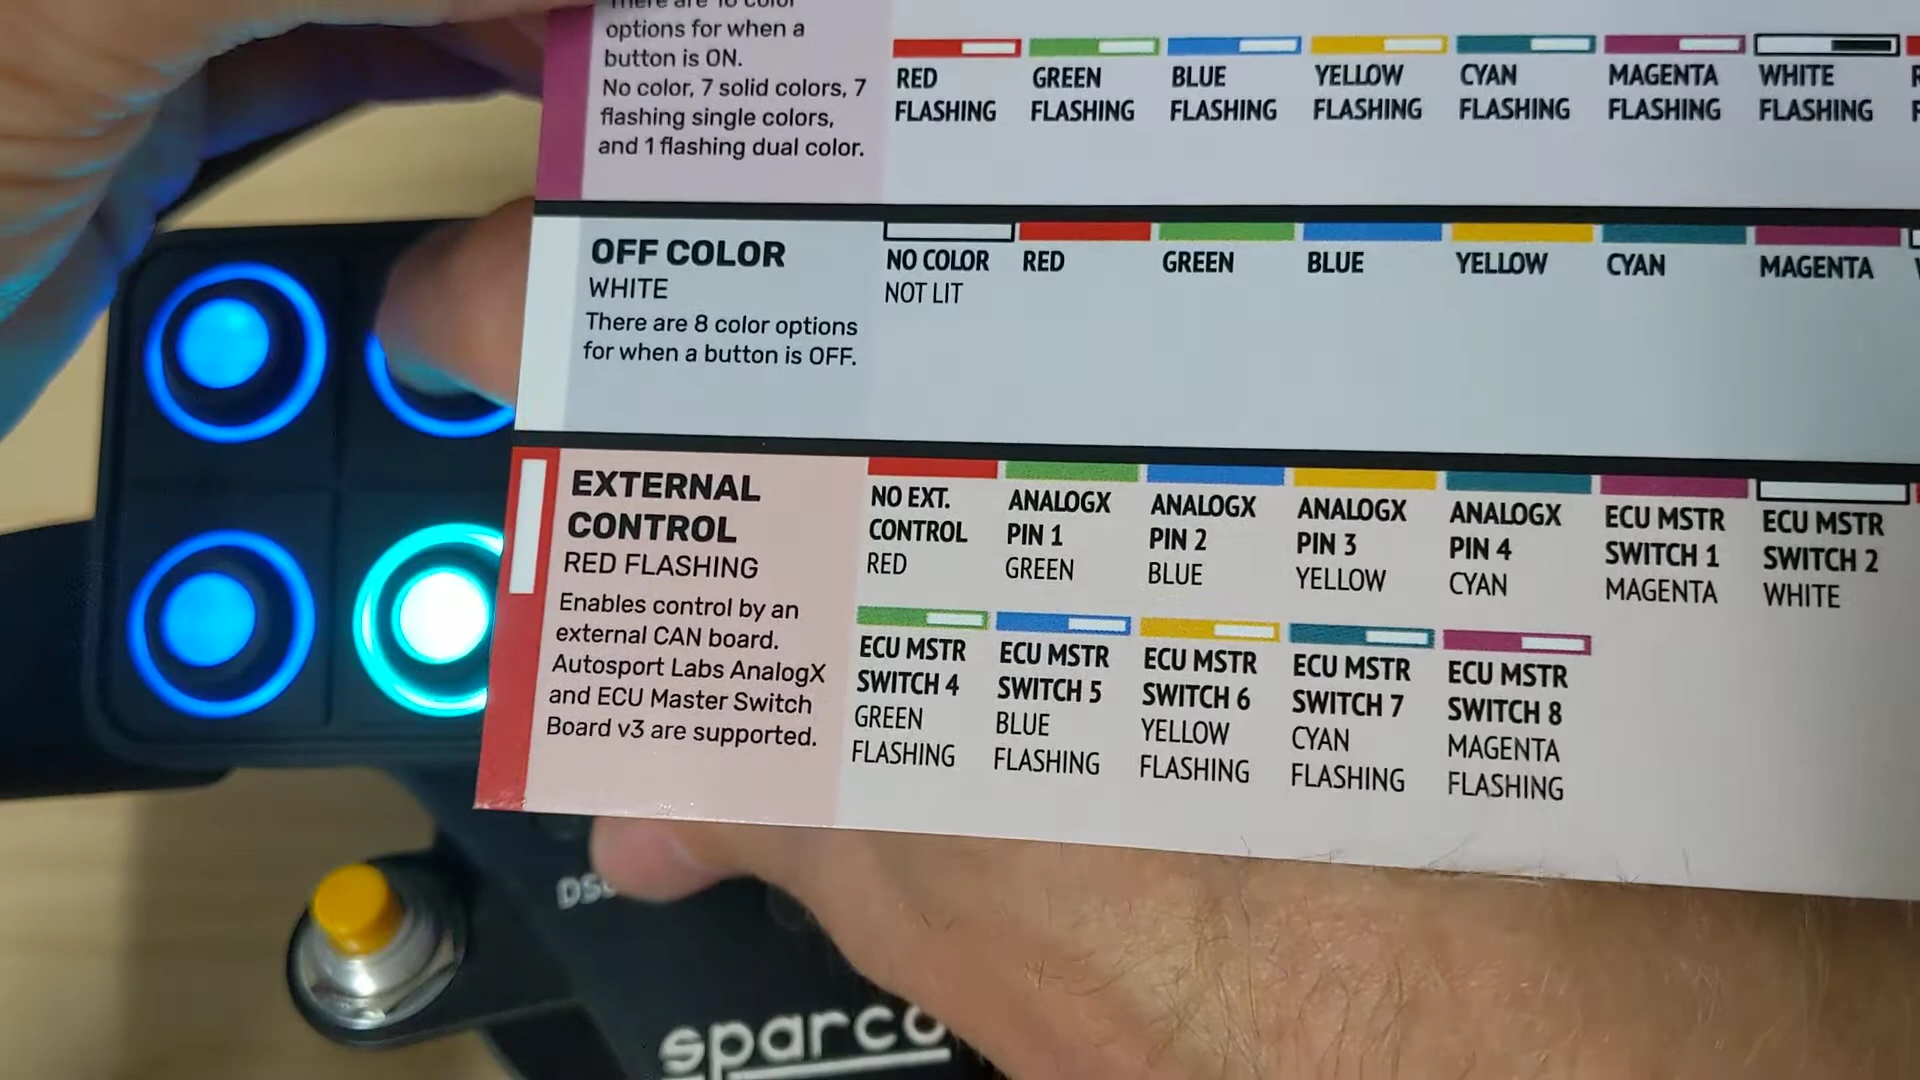 There are 16 color
options for when a
button is ON.
No color, 7 solid colors, 7
flashing single colors,
and 1 flashing dual color.
RED
FLASHING
GREEN
FLASHING
BLUE
FLASHING
YELLOW
FLASHING
CYAN
FLASHING
MAGENTA
FLASHING
WHITE
FLASHING
OFF COLOR
WHITE
There are 8 color options
for when a button is OFF.
NO COLOR
NOT LIT
RED
GREEN
BLUE
YELLOW
CYAN
MAGENTA
EXTERNAL
CONTROL
RED FLASHING
Enables control by an
external CAN board.
Autosport Labs AnalogX
and ECU Master Switch
Board v3 are supported.
NO EXT.
CONTROL
RED
ANALOGX
PIN 1
GREEN
ANALOGX
PIN 2
BLUE
ANALOGX
PIN 3
YELLOW
ANALOGX
PIN 4
CYAN
ECU MSTR
SWITCH 1
MAGENTA
ECU MSTR
SWITCH 2
WHITE
ECU MSTR
SWITCH 4
GREEN
FLASHING
ECU MSTR
SWITCH 5
BLUE
FLASHING
ECU MSTR
SWITCH 6
YELLOW
FLASHING
ECU MSTR
SWITCH 7
CYAN
FLASHING
ECU MSTR
SWITCH 8
MAGENTA
FLASHING
sparco